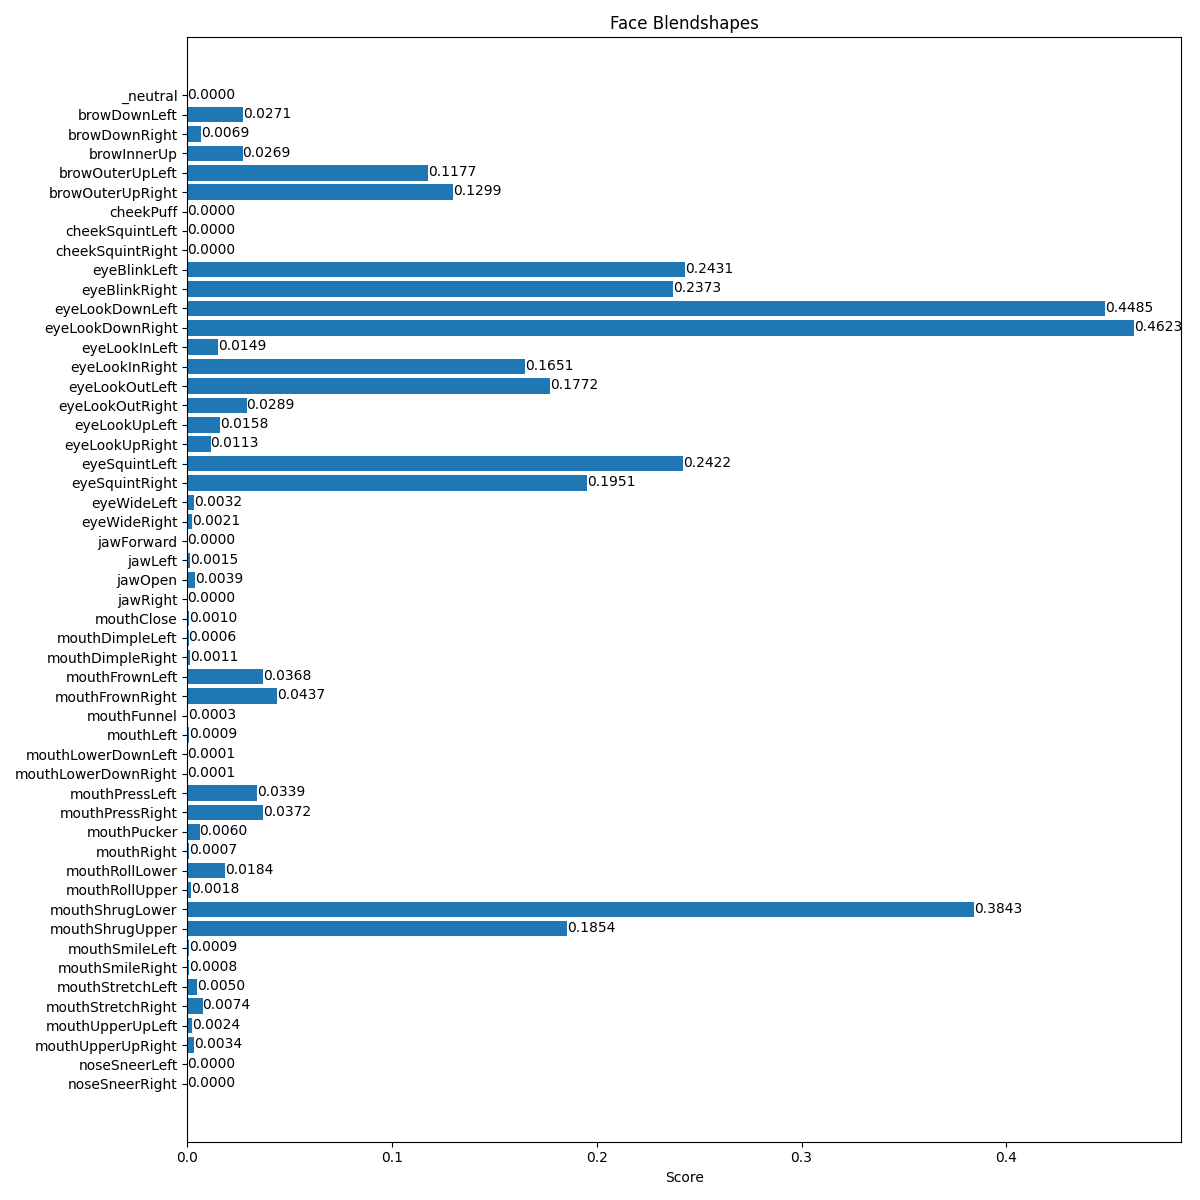 Face Blendshapes
_neutral 0.0000
browDownLeft 0.0271
browDownRight 0.0069
browInnerUp 0.0269
browOuterUpLeft 0.1177
browOuterUpRight 0.1299
cheekPuff 0.0000
cheekSquintLeft 0.0000
cheekSquintRight 0.0000
eyeBlinkLeft 0.2431
eyeBlinkRight 0.2373
eyeLookDownLeft 0.4485
eyeLookDownRight 0.4623
eyeLookInLeft 0.0149
eyeLookInRight 0.1651
eyeLookOutLeft 0.1772
eyeLookOutRight 0.0289
eyeLookUpLeft 0.0158
eyeLookUpRight 0.0113
eyeSquintLeft 0.2422
eyeSquintRight 0.1951
eyeWideLeft 0.0032
eyeWideRight 0.0021
jawForward 0.0000
jawLeft 0.0015
jawOpen 0.0039
jawRight 0.0000
mouthClose 0.0010
mouthDimpleLeft 0.0006
mouthDimpleRight 0.0011
mouthFrownLeft 0.0368
mouthFrownRight 0.0437
mouthFunnel 0.0003
mouthLeft 0.0009
mouthLowerDownLeft 0.0001
mouthLowerDownRight 0.0001
mouthPressLeft 0.0339
mouthPressRight 0.0372
mouthPucker 0.0060
mouthRight 0.0007
mouthRollLower 0.0184
mouthRollUpper 0.0018
mouthShrugLower 0.3843
mouthShrugUpper 0.1854
mouthSmileLeft 0.0009
mouthSmileRight 0.0008
mouthStretchLeft 0.0050
mouthStretchRight 0.0074
mouthUpperUpLeft 0.0024
mouthUpperUpRight 0.0034
noseSneerLeft 0.0000
noseSneerRight 0.0000
0.0 0.1 0.2 0.3 0.4
Score